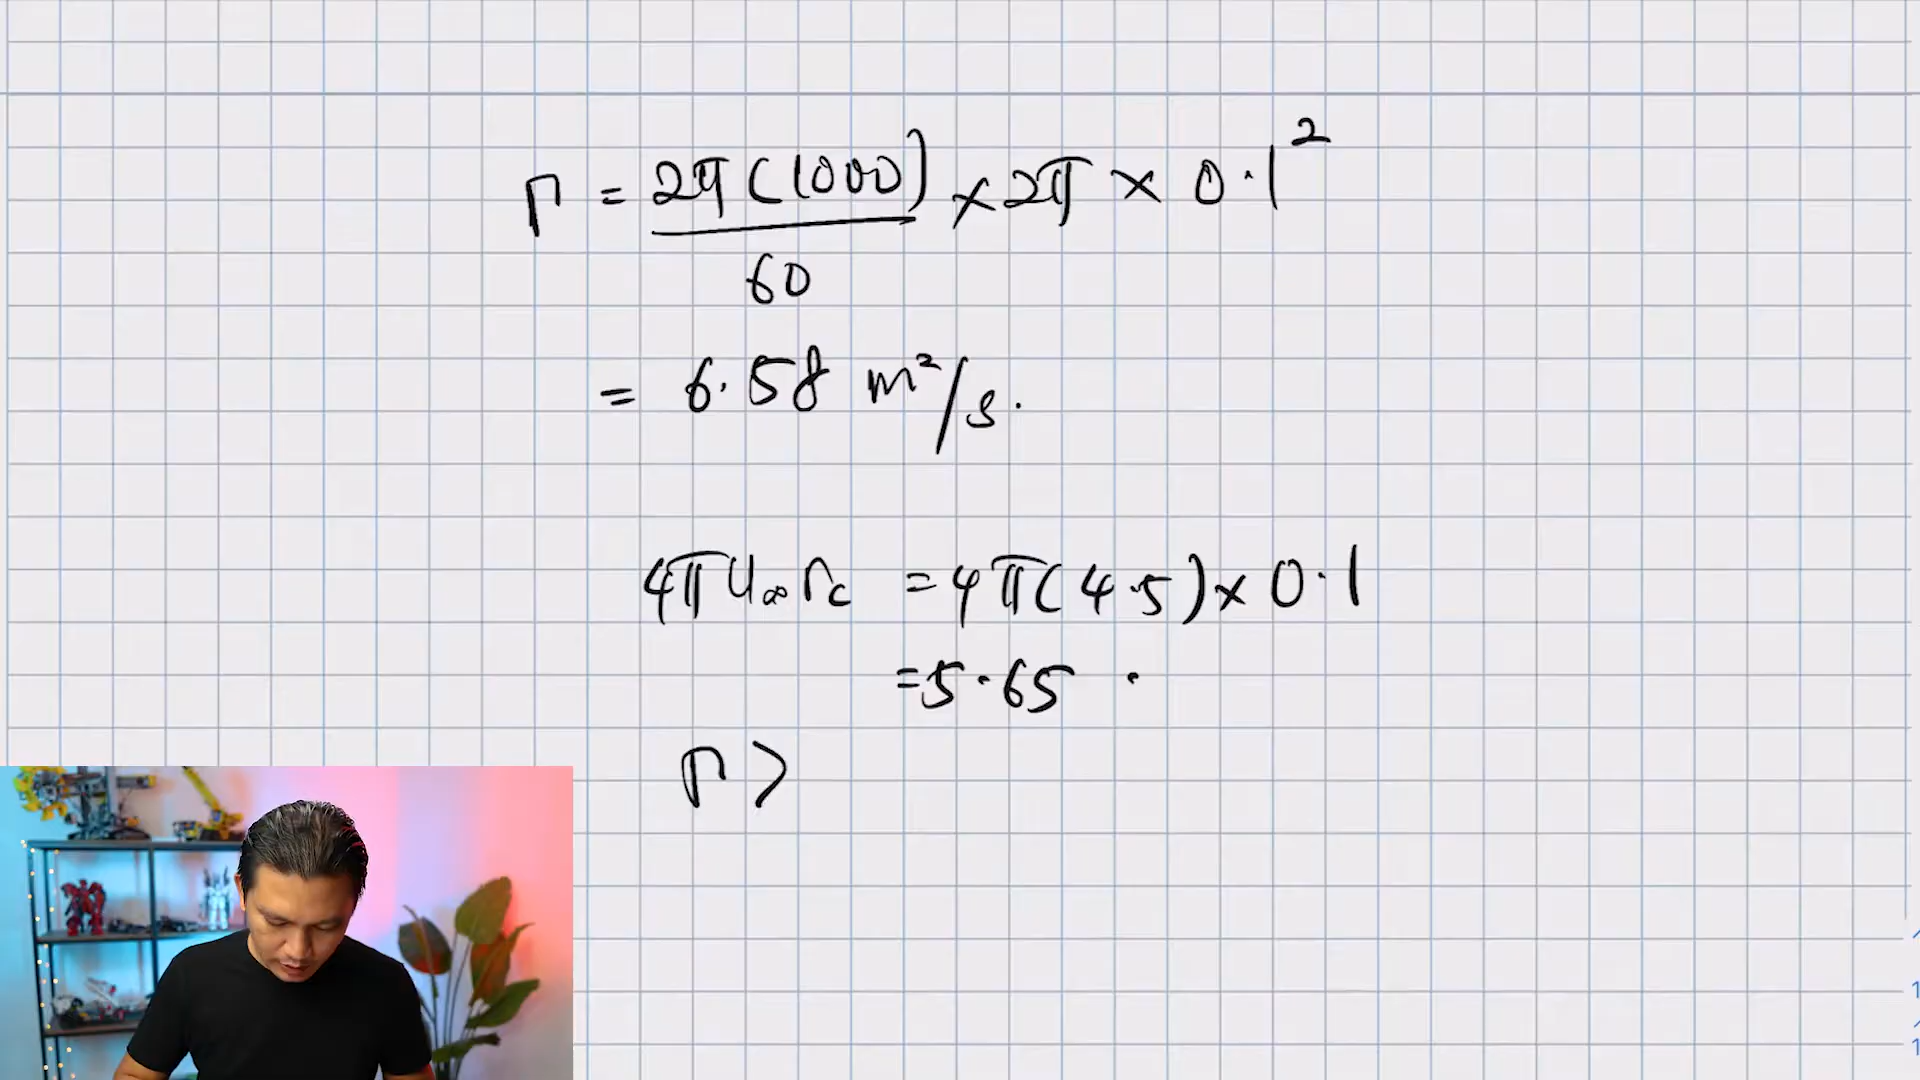 Γ = 2π(1000)/60 × 2π × 0.1²
= 6.58 m²/s.
4πU∞rc = 4π(4.5) × 0.1
= 5.65 .
Γ >